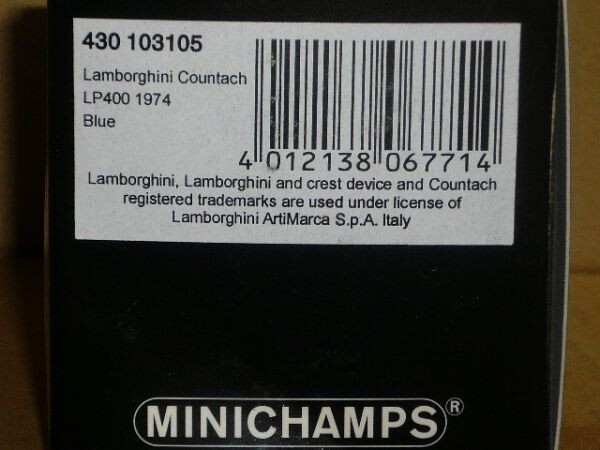 430 103105
Lamborghini Countach
LP400 1974
Blue
4 012138 067714
Lamborghini, Lamborghini and crest device and Countach
registered trademarks are used under license of
Lamborghini ArtiMarca S.p.A. Italy
MINICHAMPS®